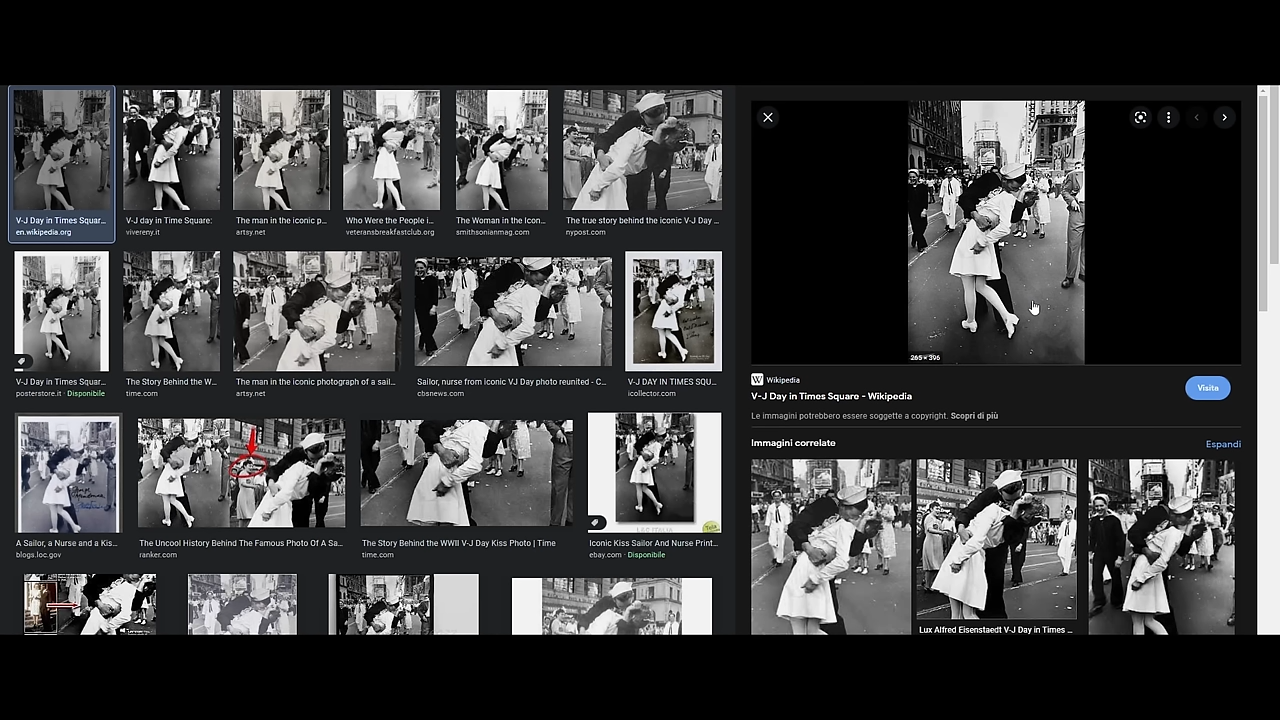 V-J Day in Times Squar...
en.wikipedia.org
V-J day in Time Square:
vivereny.it
The man in the iconic p...
artsy.net
Who Were the People i...
veteransbreakfastclub.org
The Woman in the Icon...
smithsonianmag.com
The true story behind the iconic V-J Day ...
nypost.com
V-J Day in Times Squar...
posterstore.it · Disponibile
The Story Behind the W...
time.com
The man in the iconic photograph of a sail...
artsy.net
Sailor, nurse from iconic VJ Day photo reunited - C...
cbsnews.com
V-J DAY IN TIMES SQU...
icollector.com
A Sailor, a Nurse and a Kis...
blogs.loc.gov
The Uncool History Behind The Famous Photo Of A Sa...
ranker.com
The Story Behind the WWII V-J Day Kiss Photo | Time
time.com
Iconic Kiss Sailor And Nurse Print...
ebay.com · Disponibile
265 × 396
W Wikipedia
V-J Day in Times Square - Wikipedia
Visita
Le immagini potrebbero essere soggette a copyright. Scopri di più
Immagini correlate
Espandi
Lux Alfred Eisenstaedt V-J Day in Times ...